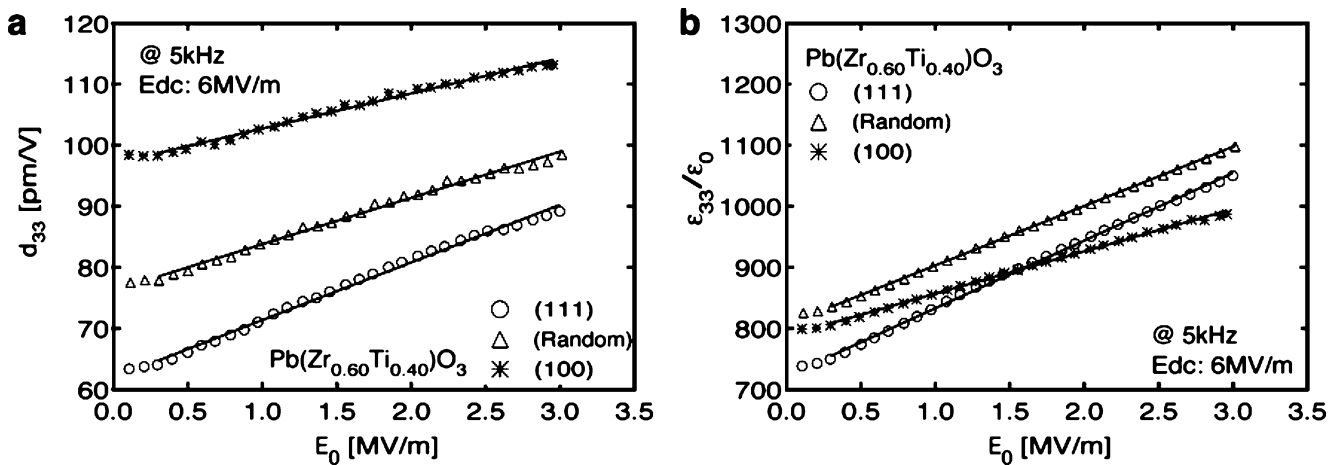 a
120
110
100
90
80
70
60
d33 [pm/V]
@ 5kHz
Edc: 6MV/m
(111)
(Random)
(100)
Pb(Zr0.60Ti0.40)O3
0.0 0.5 1.0 1.5 2.0 2.5 3.0 3.5
E0 [MV/m]
b
1300
1200
1100
1000
900
800
700
ε33/ε0
Pb(Zr0.60Ti0.40)O3
(111)
(Random)
(100)
@ 5kHz
Edc: 6MV/m
0.0 0.5 1.0 1.5 2.0 2.5 3.0 3.5
E0 [MV/m]